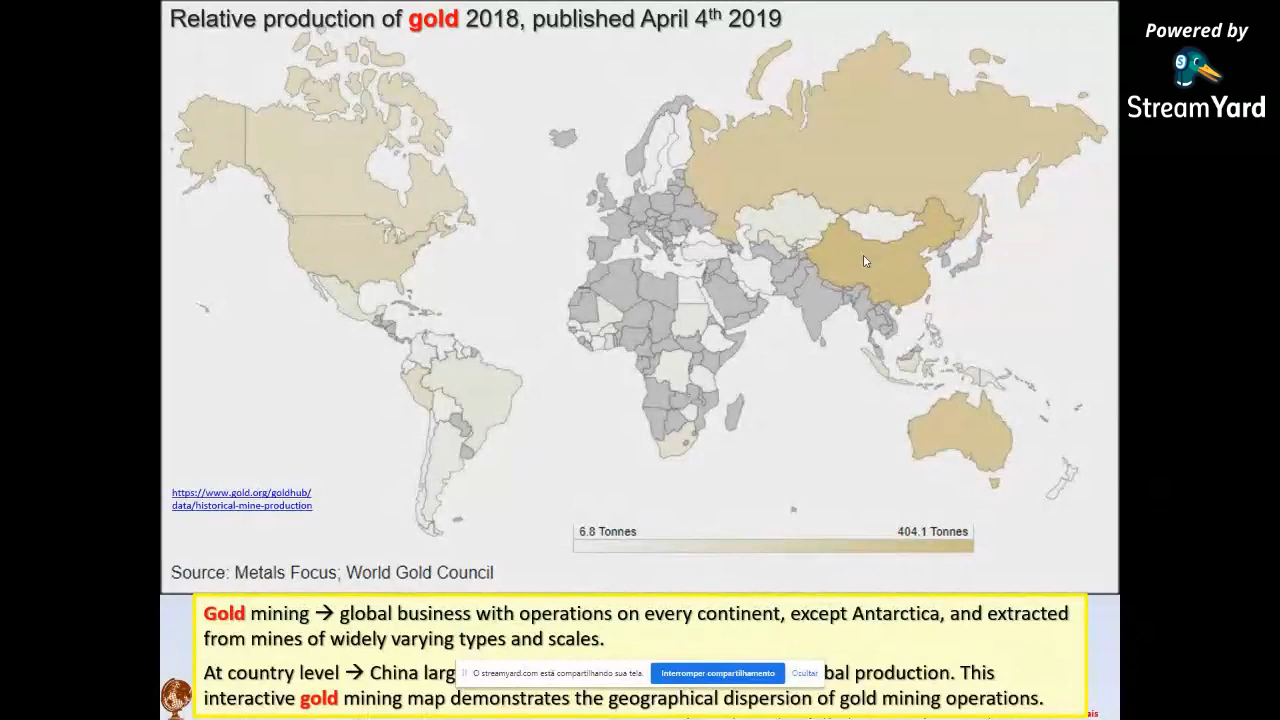 Relative production of gold 2018, published April 4th 2019
Powered by
StreamYard
https://www.gold.org/goldhub/
data/historical-mine-production
6.8 Tonnes 404.1 Tonnes
Source: Metals Focus; World Gold Council
Gold mining → global business with operations on every continent, except Antarctica, and extracted
from mines of widely varying types and scales.
At country level → China larg bal production. This
O streamyard.com está compartilhando sua tela. Interromper compartilhamento Ocultar
interactive gold mining map demonstrates the geographical dispersion of gold mining operations.